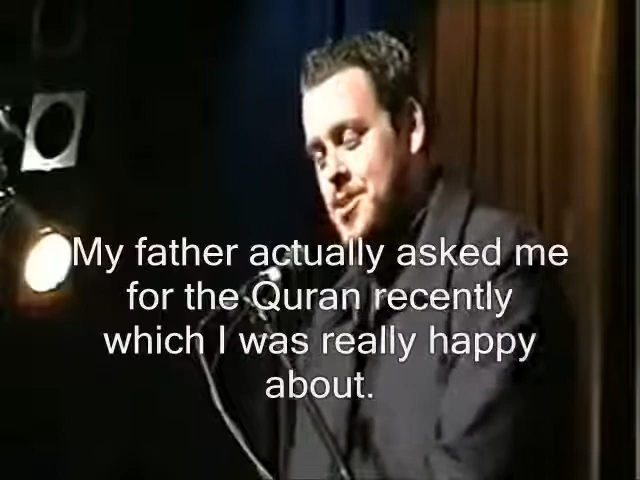 My father actually asked me
for the Quran recently
which I was really happy
about.